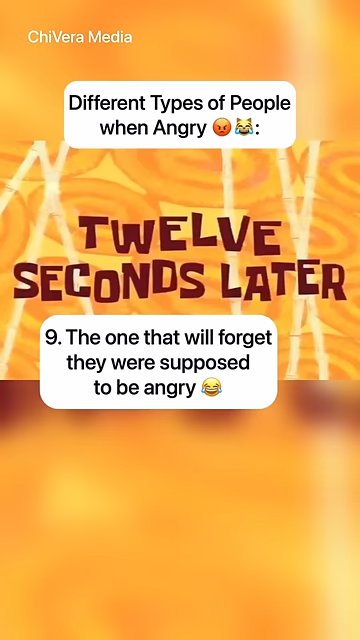 ChiVera Media
Different Types of People
when Angry 😡😹:
TWELVE
SECONDS LATER
9. The one that will forget
they were supposed
to be angry 😂